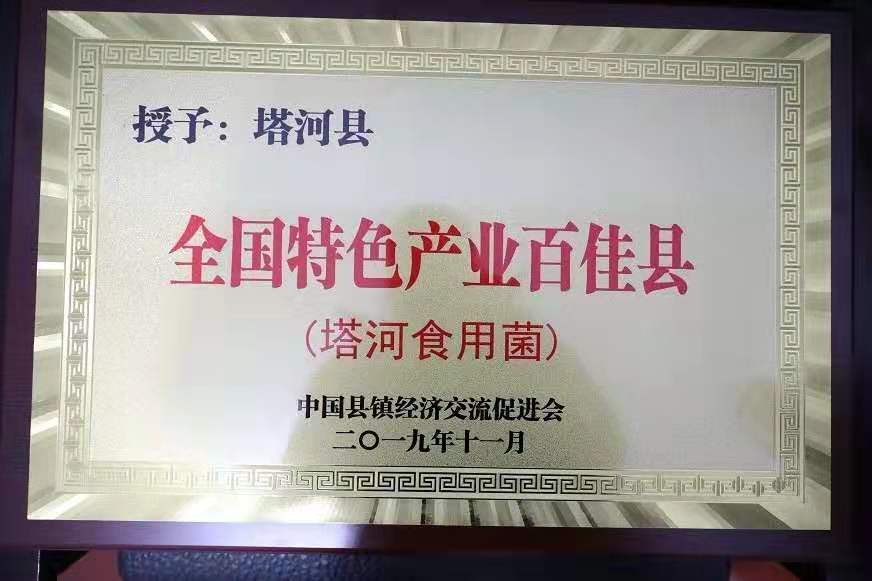 授予：塔河县
全国特色产业百佳县
(塔河食用菌)
中国县镇经济交流促进会
二〇一九年十一月